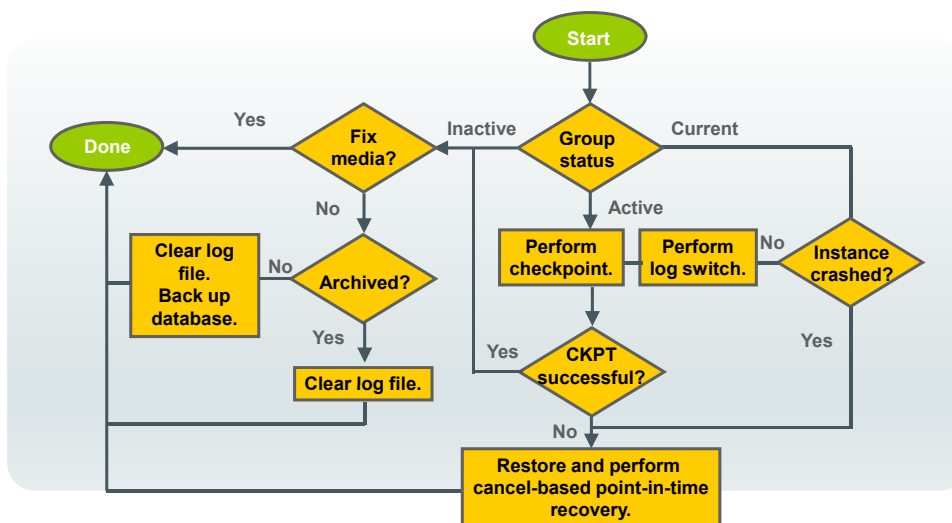 Start
Yes
Fix
media?
Inactive
Group
status
Current
Done
No
Active
Clear log
file.
Back up
database.
No
Archived?
Perform
checkpoint.
Perform
log switch.
No
Instance
crashed?
Yes
Yes
CKPT
successful?
Yes
Clear log file.
No
Restore and perform
cancel-based point-in-time
recovery.